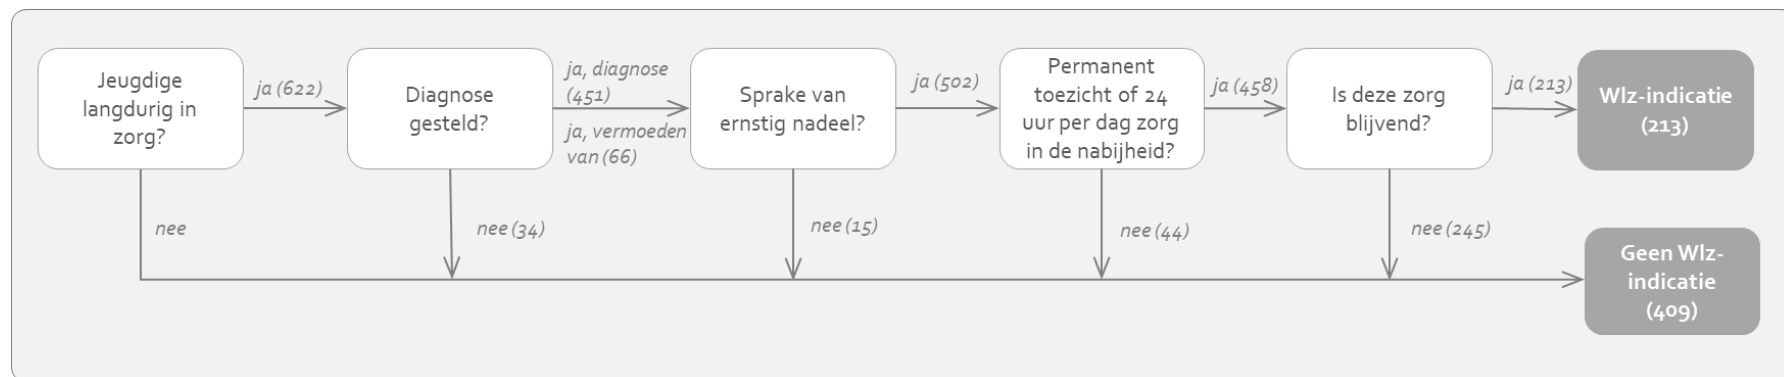 Jeugdige
langdurig in
zorg?
ja (622)
Diagnose
gesteld?
ja, diagnose
(451)
ja, vermoeden
van (66)
Sprake van
ernstig nadeel?
ja (502)
Permanent
toezicht of 24
uur per dag zorg
in de nabijheid?
ja (458)
Is deze zorg
blijvend?
ja (213)
Wlz-indicatie
(213)
nee
nee (34)
nee (15)
nee (44)
nee (245)
Geen Wlz-
indicatie
(409)